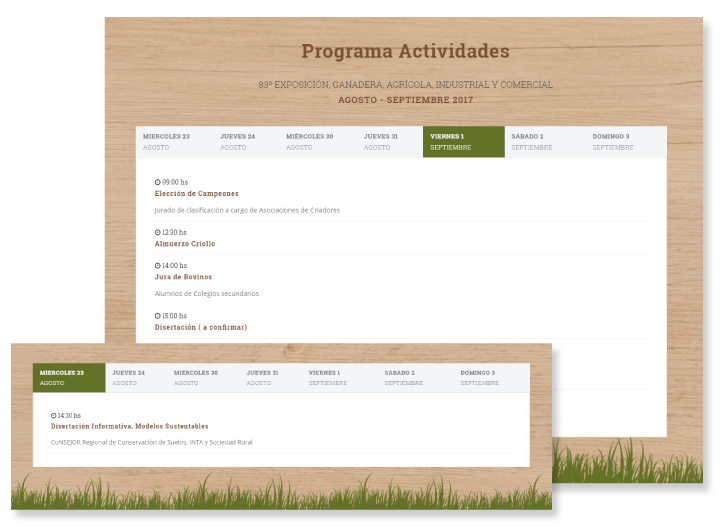 Programa Actividades
83º EXPOSICIÓN, GANADERA, AGRÍCOLA, INDUSTRIAL Y COMERCIAL
AGOSTO - SEPTIEMBRE 2017
MIERCOLES 23 JUEVES 24 MIÉRCOLES 30 JUEVES 31 VIERNES 1 SÁBADO 2 DOMINGO 3
AGOSTO AGOSTO AGOSTO AGOSTO SEPTIEMBRE SEPTIEMBRE SEPTIEMBRE
09:00 hs
Elección de Campeones
Jurado de clasificación a cargo de Asociaciones de Criadores
12:30 hs
Almuerzo Criollo
14:00 hs
Jura de Bovinos
Alumnos de Colegios secundarios
15:00 hs
Disertación ( a confirmar)
MIERCOLES 23 JUEVES 24 MIÉRCOLES 30 JUEVES 31 VIERNES 1 SÁBADO 2 DOMINGO 3
AGOSTO AGOSTO AGOSTO AGOSTO SEPTIEMBRE SEPTIEMBRE SEPTIEMBRE
14:30 hs
Disertación Informativa, Modelos Sustentables
CoNSEJOR Regional de Conservación de Suelos, INTA y Sociedad Rural